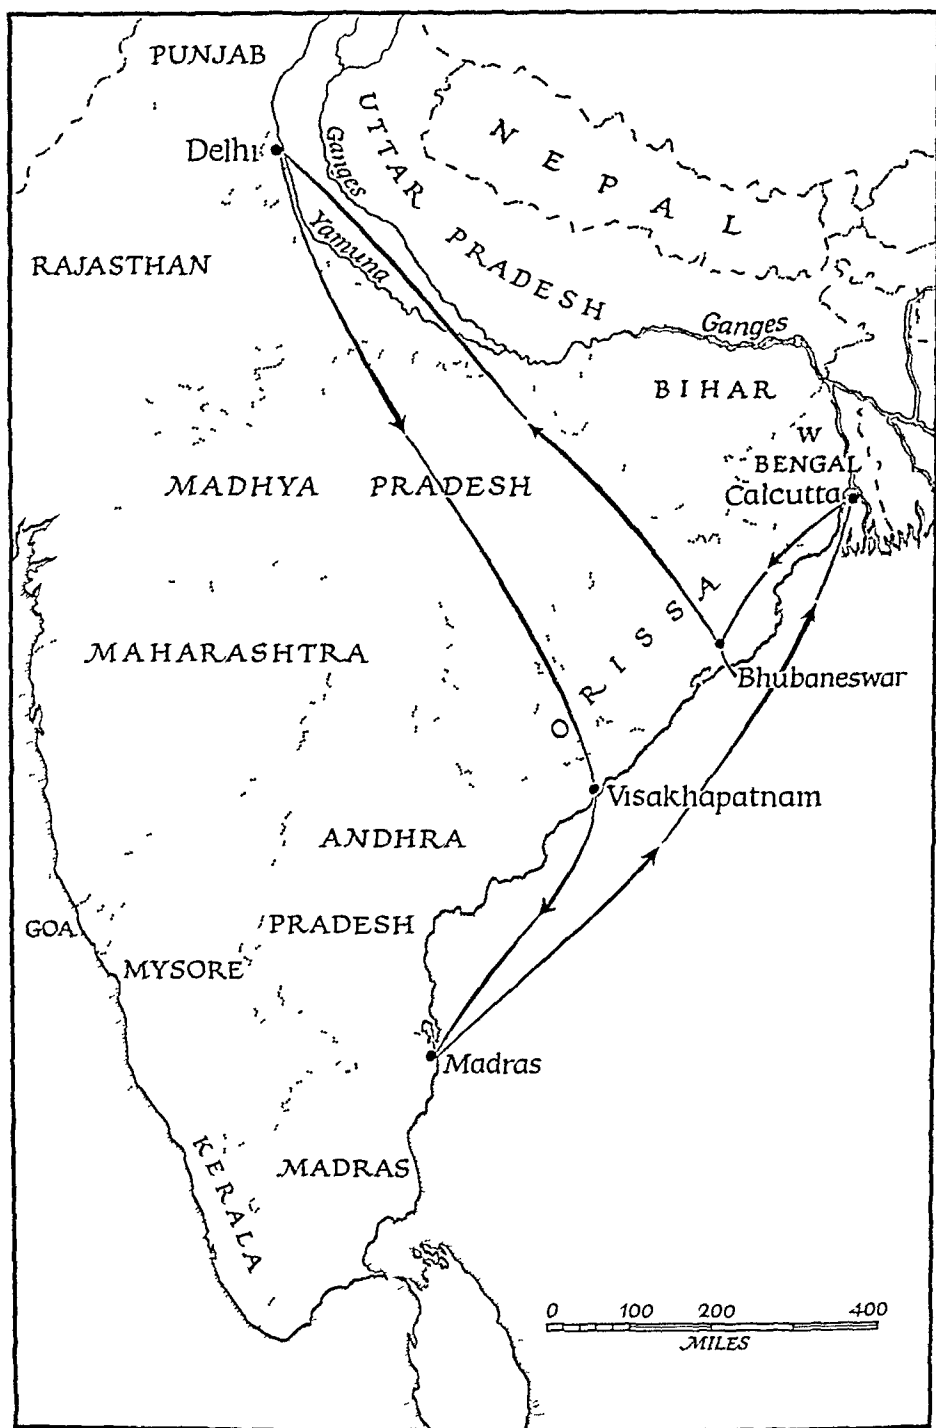 PUNJAB
Delhi
Ganges
UTTAR
PRADESH
NEPAL
Yamuna
RAJASTHAN
Ganges
BIHAR
W
BENGAL
Calcutta
MADHYA PRADESH
ORISSA
MAHARASHTRA
Bhubaneswar
Visakhapatnam
ANDHRA
PRADESH
GOA
MYSORE
Madras
KERALA
MADRAS
0 100 200 400
MILES